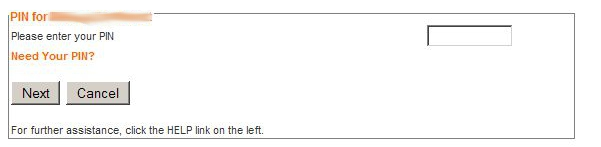 PIN for
Please enter your PIN
Need Your PIN?
Next Cancel
For further assistance, click the HELP link on the left.